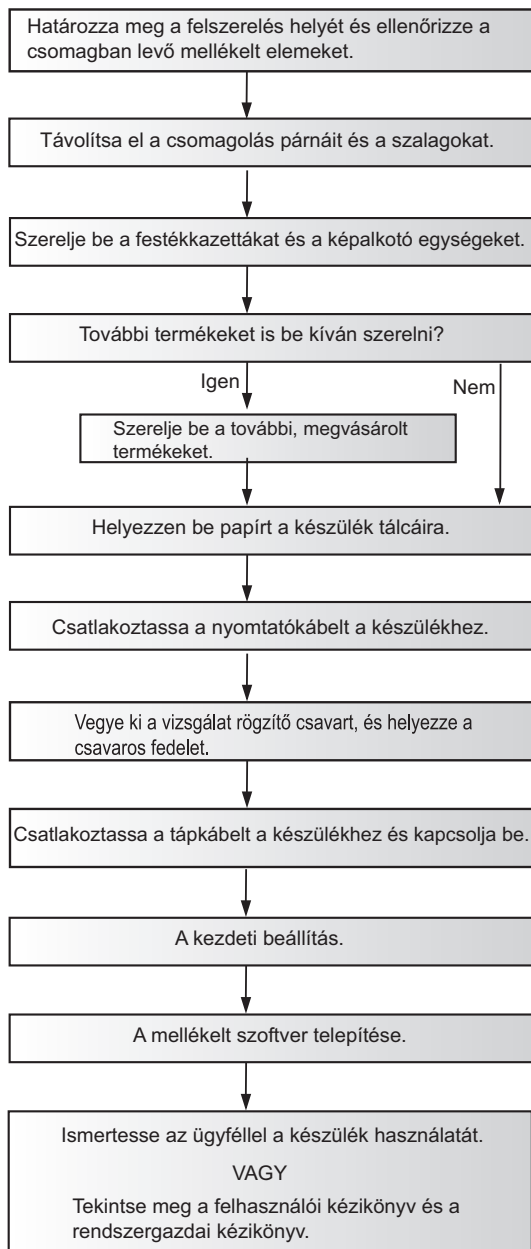 Határozza meg a felszerelés helyét és ellenőrizze a
csomagban levő mellékelt elemeket.
Távolítsa el a csomagolás párnáit és a szalagokat.
Szerelje be a festékkazettákat és a képalkotó egységeket.
További termékeket is be kíván szerelni?
Igen
Nem
Szerelje be a további, megvásárolt
termékeket.
Helyezzen be papírt a készülék tálcáira.
Csatlakoztassa a nyomtatókábelt a készülékhez.
Vegye ki a vizsgálat rögzítő csavart, és helyezze a
csavaros fedelet.
Csatlakoztassa a tápkábelt a készülékhez és kapcsolja be.
A kezdeti beállítás.
A mellékelt szoftver telepítése.
Ismertesse az ügyféllel a készülék használatát.
VAGY
Tekintse meg a felhasználói kézikönyv és a
rendszergazdai kézikönyv.